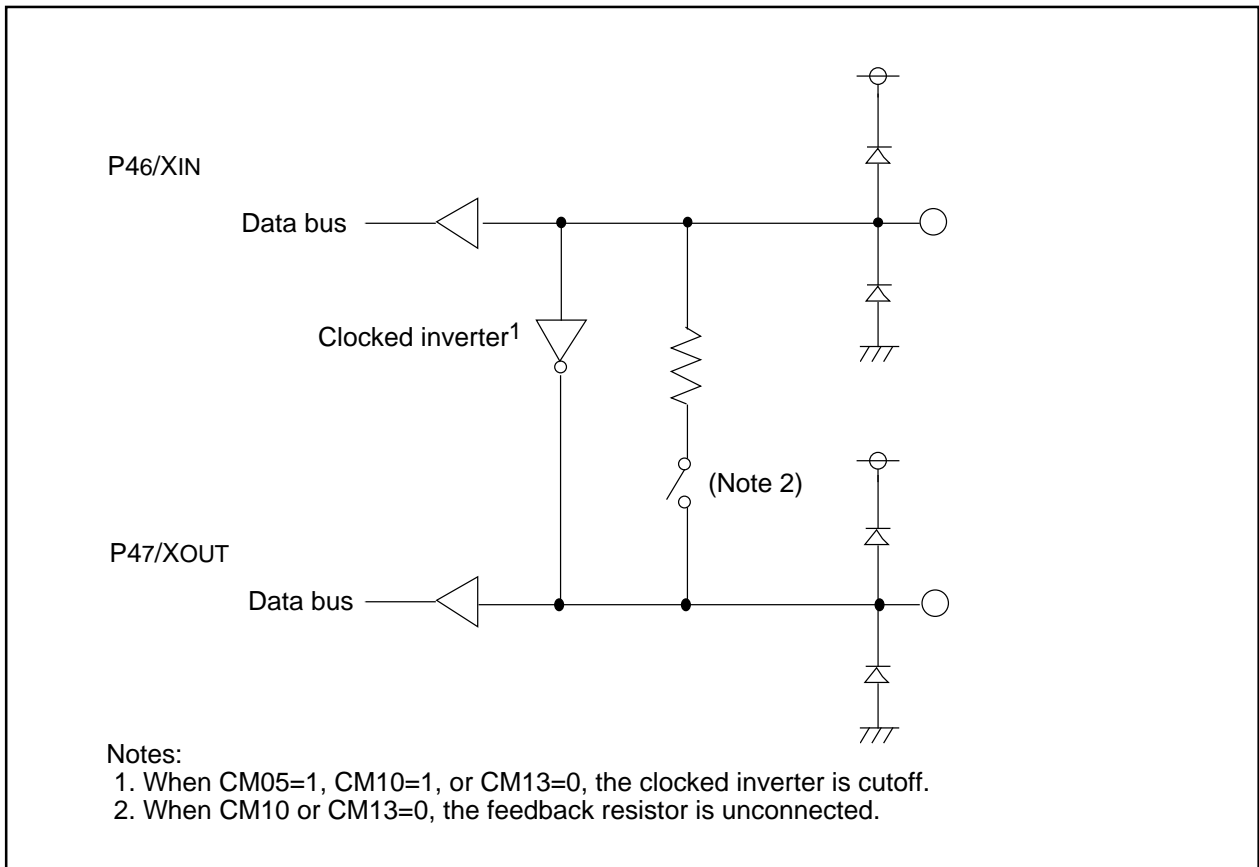 P46/XIN
Data bus
Clocked inverter1
(Note 2)
P47/XOUT
Data bus
Notes:
1. When CM05=1, CM10=1, or CM13=0, the clocked inverter is cutoff.
2. When CM10 or CM13=0, the feedback resistor is unconnected.